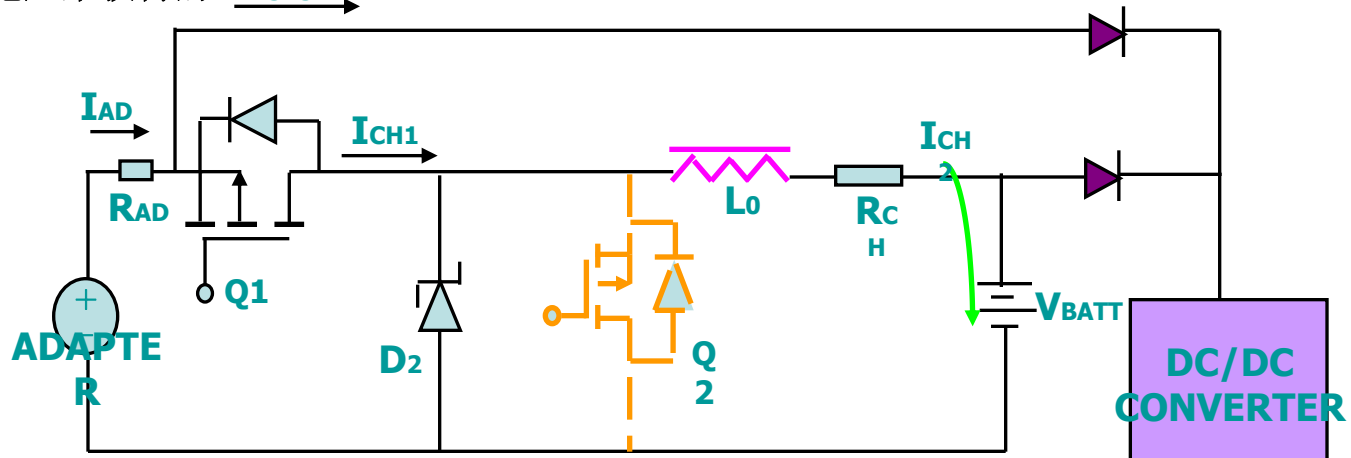 IAD
ICH1
ICH
2
RAD
L0
RC
H
Q1
+
-
ADAPTE
R
D2
Q
2
VBATT
DC/DC
CONVERTER